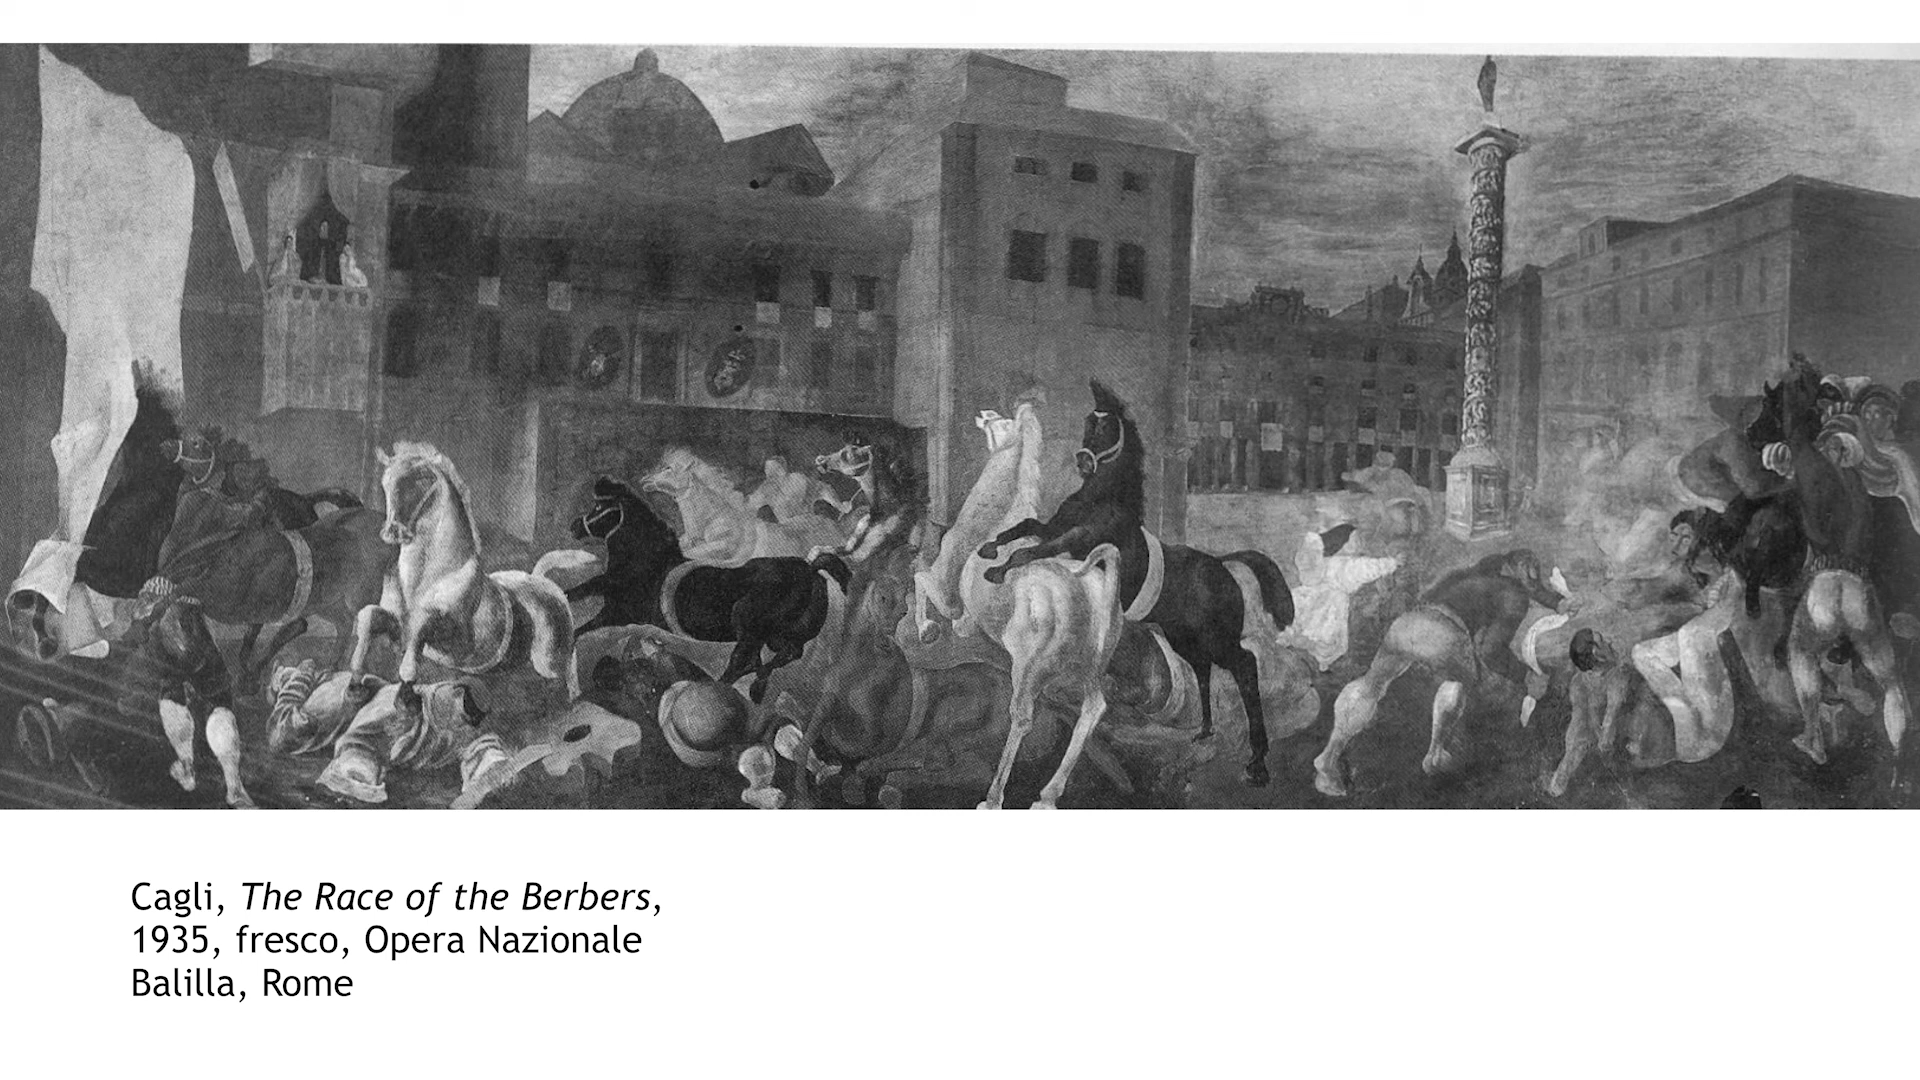 Cagli, The Race of the Berbers,
1935, fresco, Opera Nazionale
Balilla, Rome